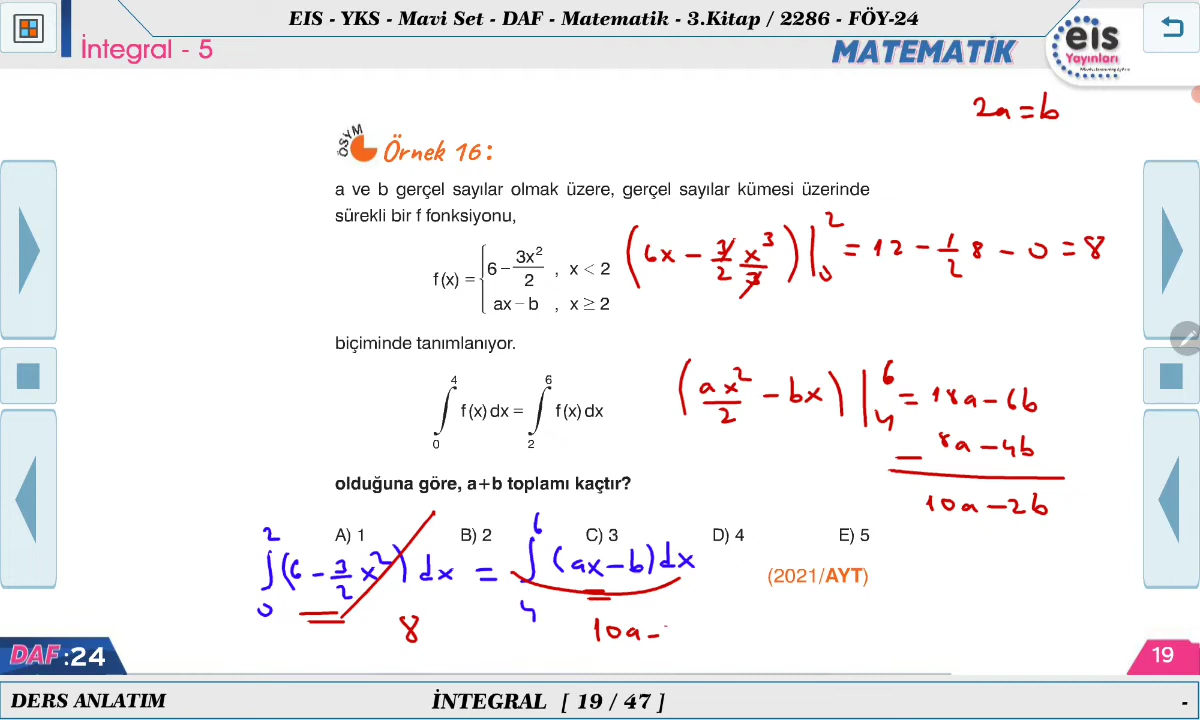 EIS - YKS - Mavi Set - DAF - Matematik - 3.Kitap / 2286 - FÖY-24
İntegral - 5
MATEMATİK
eis
Yayınları
2a = b
ÖSYM
Örnek 16:
a ve b gerçel sayılar olmak üzere, gerçel sayılar kümesi üzerinde
sürekli bir f fonksiyonu,
f(x) = { 6 - 3x²/2 , x < 2
ax - b , x ≥ 2
(6x - 3/2 x³/3) |₀² = 12 - 1/2 8 - 0 = 8
biçiminde tanımlanıyor.
∫₀⁴ f(x) dx = ∫₂⁶ f(x) dx
(ax²/2 - bx) |₄⁶ = 18a - 6b
- 8a - 4b
10a - 2b
olduğuna göre, a+b toplamı kaçtır?
A) 1 B) 2 C) 3 D) 4 E) 5
∫₀² (6 - 3/2 x²) dx = ∫₄⁶ (ax - b) dx
(2021/AYT)
8 10a -
DAF :24
19
DERS ANLATIM
İNTEGRAL [ 19 / 47 ]
-